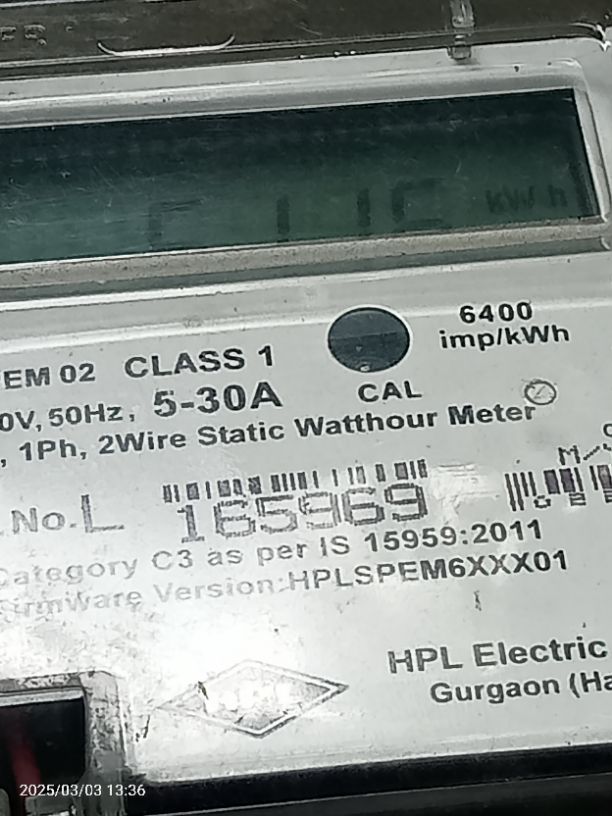 kWh
6400
imp/kWh
EM 02 CLASS 1
CAL
0V, 50Hz, 5-30A
, 1Ph, 2Wire Static Watthour Meter
.No.L 165969
Category C3 as per IS 15959:2011
Firmware Version:HPLSPEM6XXX01
HPL Electric
Gurgaon (Ha
2025/03/03 13:36